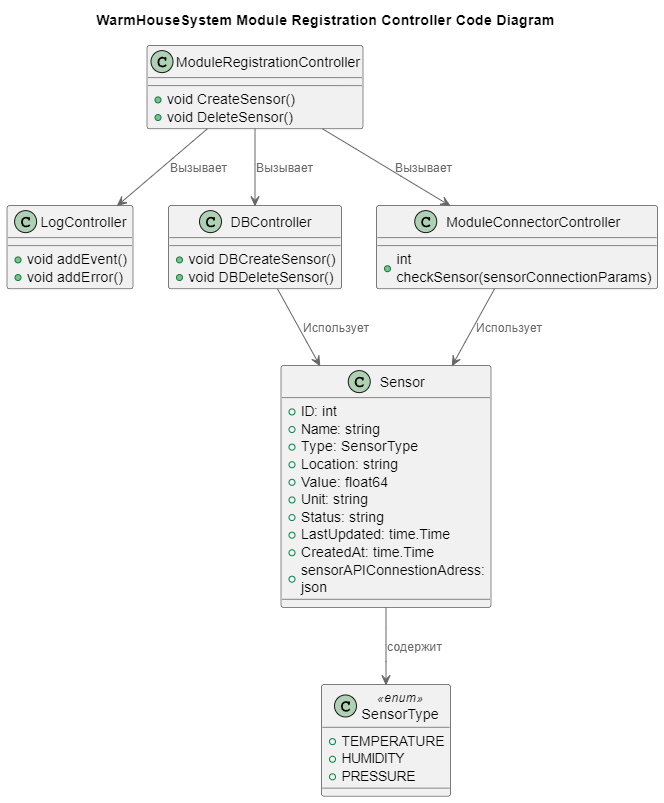 WarmHouseSystem Module Registration Controller Code Diagram
C ModuleRegistrationController
void CreateSensor()
void DeleteSensor()
Вызывает
Вызывает
Вызывает
C LogController
void addEvent()
void addError()
C DBController
void DBCreateSensor()
void DBDeleteSensor()
C ModuleConnectorController
int
checkSensor(sensorConnectionParams)
Использует
Использует
C Sensor
ID: int
Name: string
Type: SensorType
Location: string
Value: float64
Unit: string
Status: string
LastUpdated: time.Time
CreatedAt: time.Time
sensorAPIConnestionAdress:
json
содержит
«enum»
C SensorType
TEMPERATURE
HUMIDITY
PRESSURE